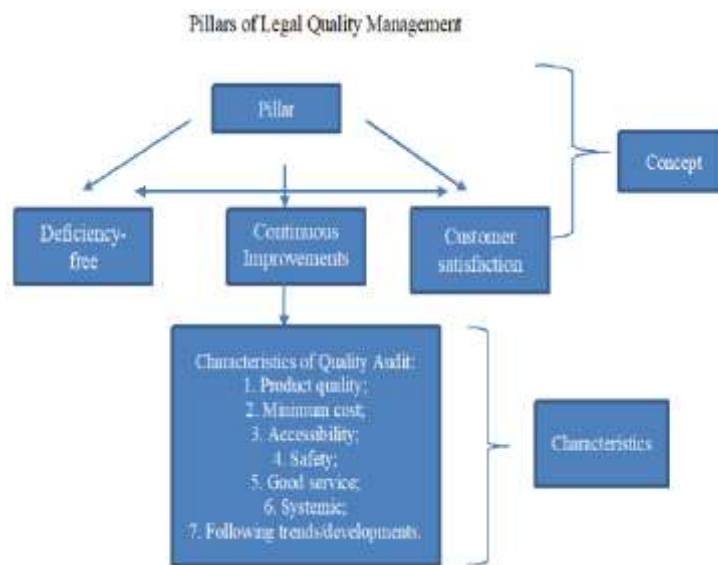 Pillars of Legal Quality Management
Pillar
Concept
Deficiency-
free
Continuous
Improvements
Customer
satisfaction
Characteristics of Quality Audit:
1. Product quality;
2. Minimum cost;
3. Accessibility;
4. Safety;
5. Good service;
6. Systemic;
7. Following trends/developments.
Characteristics